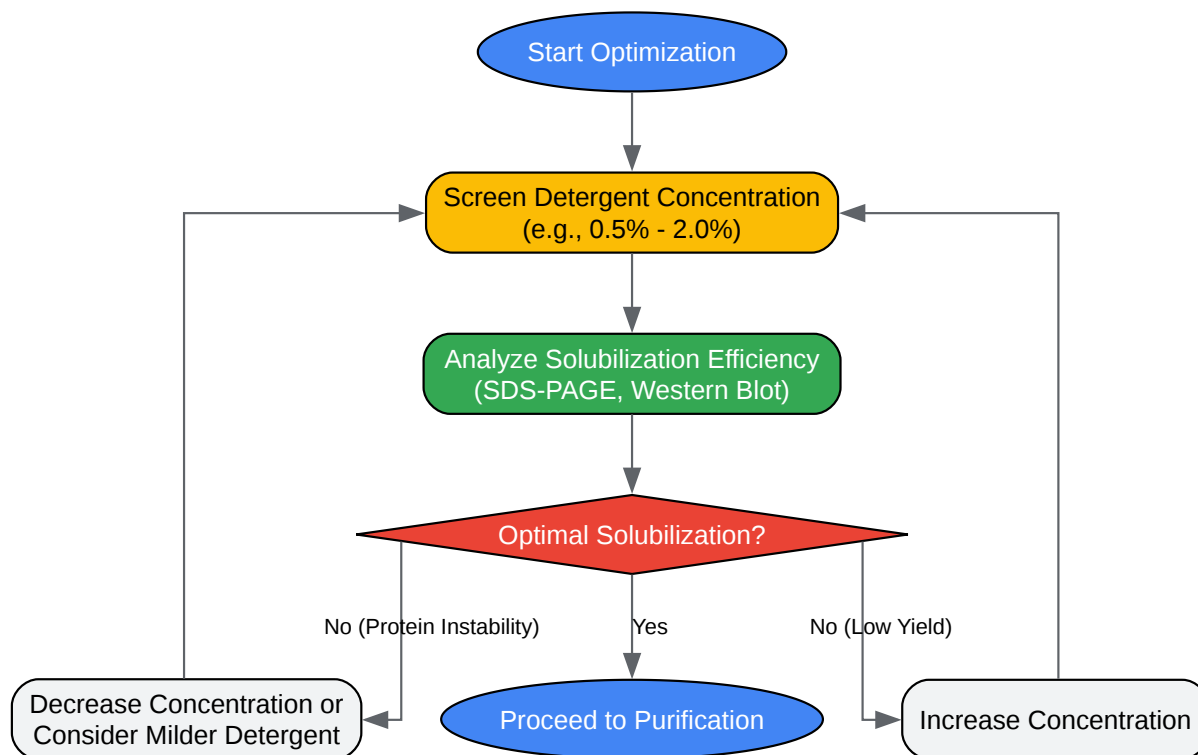 Start Optimization
Screen Detergent Concentration
(e.g., 0.5% - 2.0%)
Analyze Solubilization Efficiency
(SDS-PAGE, Western Blot)
Optimal Solubilization?
No (Protein Instability)
Yes
No (Low Yield)
Decrease Concentration or
Consider Milder Detergent
Proceed to Purification
Increase Concentration